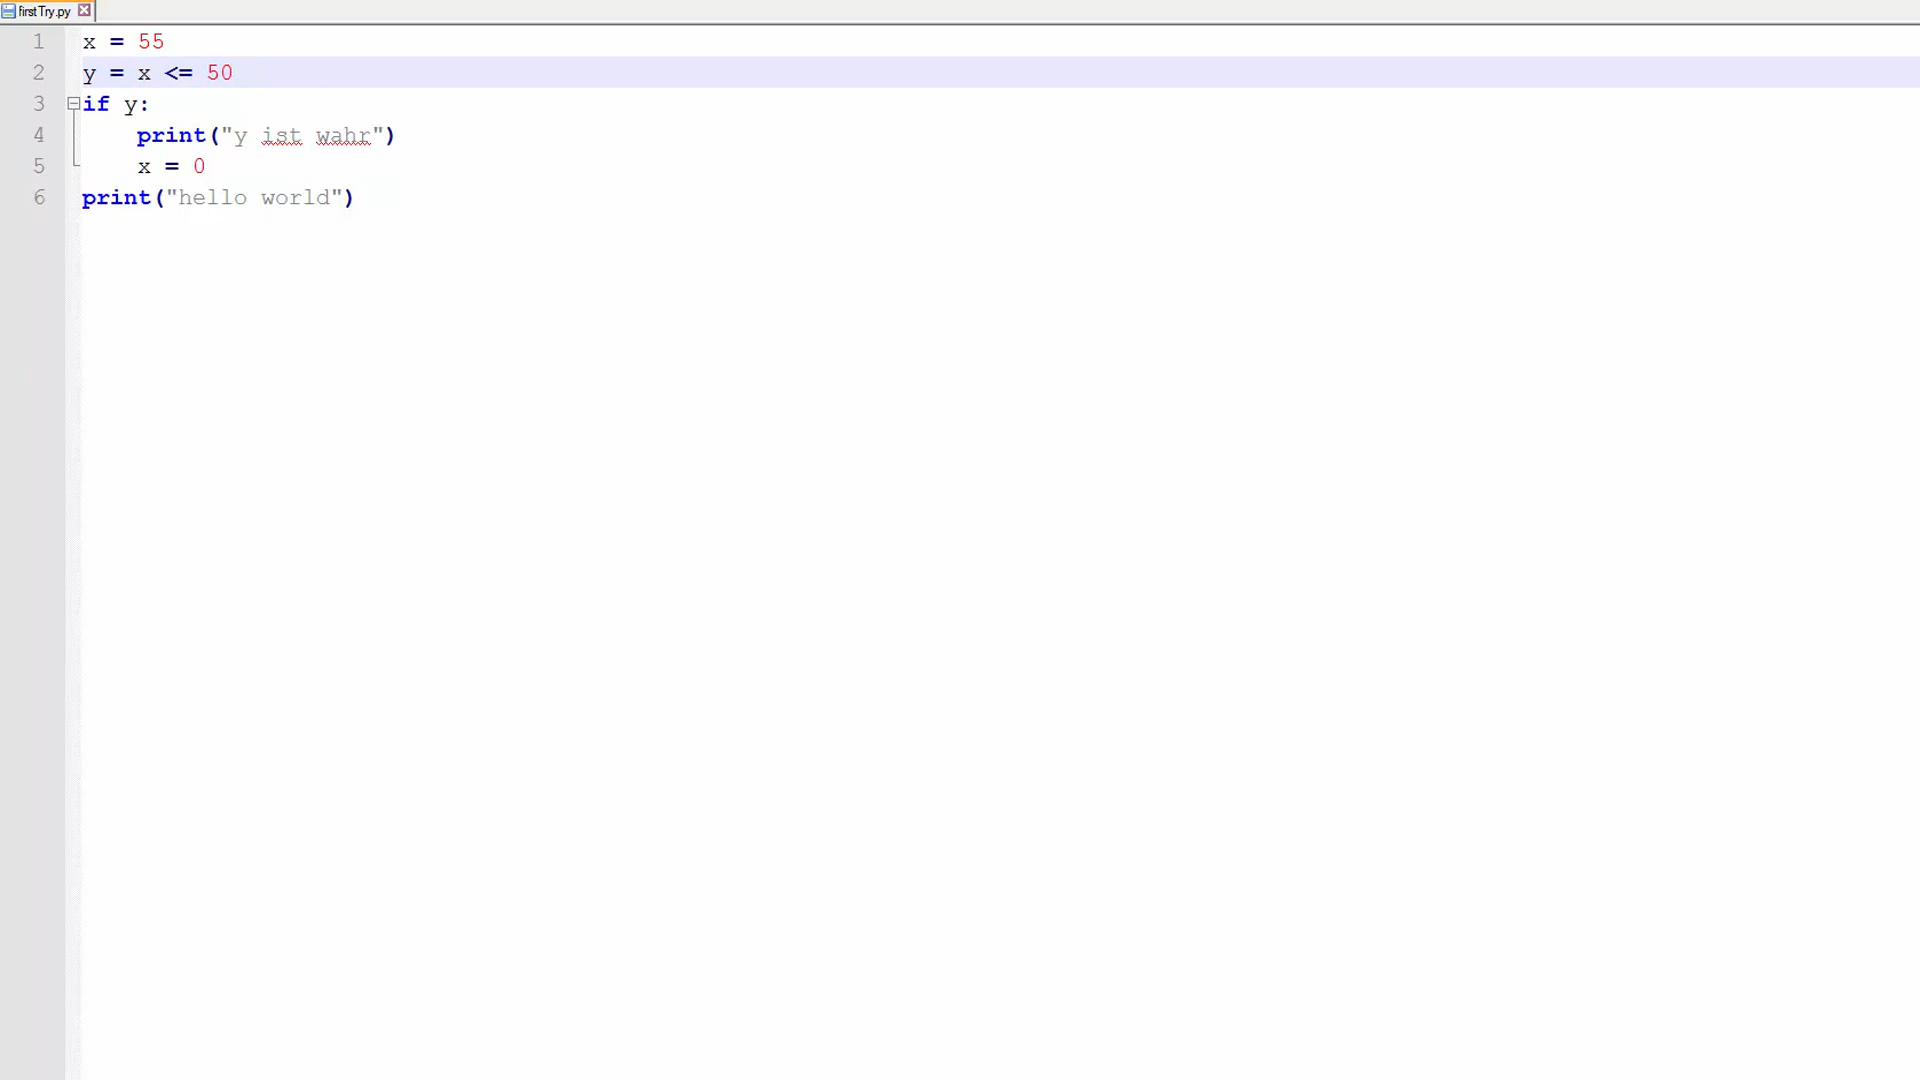 firstTry.py
1 x = 55
2 y = x <= 50
3 if y:
4     print("y ist wahr")
5     x = 0
6 print("hello world")